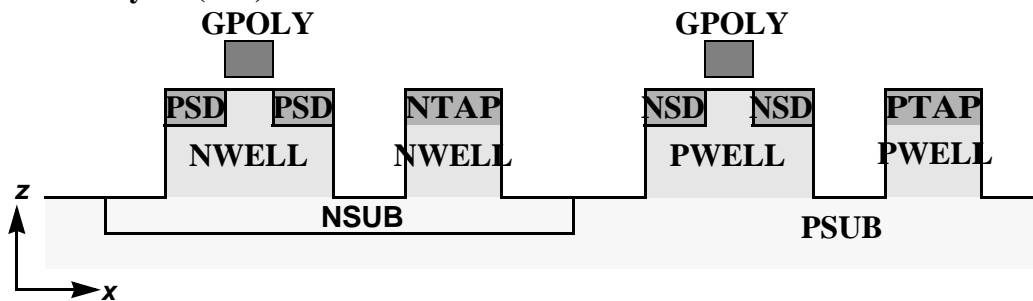 GPOLY GPOLY
PSD PSD NTAP NSD NSD PTAP
NWELL NWELL PWELL PWELL
z
NSUB
PSUB
x